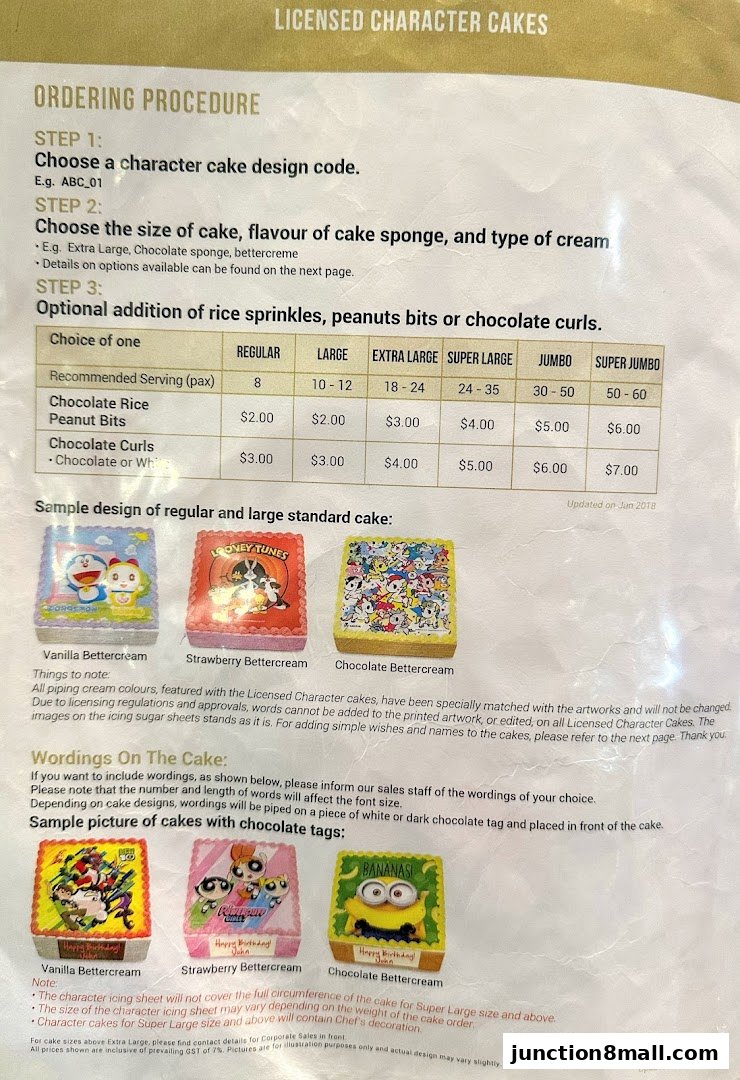 LICENSED CHARACTER CAKES
ORDERING PROCEDURE
STEP 1:
Choose a character cake design code.
E.g. ABC_01
STEP 2:
Choose the size of cake, flavour of cake sponge, and type of cream
• E.g. Extra Large, Chocolate sponge, bettercreme
• Details on options available can be found on the next page.
STEP 3:
Optional addition of rice sprinkles, peanuts bits or chocolate curls.
Choice of one REGULAR LARGE EXTRA LARGE SUPER LARGE JUMBO SUPER JUMBO
Recommended Serving (pax) 8 10 - 12 18 - 24 24 - 35 30 - 50 50 - 60
Chocolate Rice
Peanut Bits $2.00 $2.00 $3.00 $4.00 $5.00 $6.00
Chocolate Curls
• Chocolate or Wh $3.00 $3.00 $4.00 $5.00 $6.00 $7.00
Updated on Jun 2018
Sample design of regular and large standard cake:
DORAEMON
LOONEY TUNES
Vanilla Bettercream Strawberry Bettercream Chocolate Bettercream
Things to note:
All piping cream colours, featured with the Licensed Character cakes, have been specially matched with the artworks and will not be changed.
Due to licensing regulations and approvals, words cannot be added to the printed artwork, or edited, on all Licensed Character Cakes. The
images on the icing sugar sheets stands as it is. For adding simple wishes and names to the cakes, please refer to the next page. Thank you.
Wordings On The Cake:
If you want to include wordings, as shown below, please inform our sales staff of the wordings of your choice.
Please note that the number and length of words will affect the font size.
Depending on cake designs, wordings will be piped on a piece of white or dark chocolate tag and placed in front of the cake.
Sample picture of cakes with chocolate tags:
BEN 10
POWERPUFF GIRLS
BANANAS!
Happy Birthday! John
Happy Birthday! John
Happy Birthday! John
Vanilla Bettercream Strawberry Bettercream Chocolate Bettercream
Note:
• The character icing sheet will not cover the full circumference of the cake for Super Large size and above.
• The size of the character icing sheet may vary depending on the weight of the cake order.
• Character cakes for Super Large size and above will contain Chef's decoration.
For cake sizes above Extra Large, please find contact details for Corporate Sales in front.
All prices shown are inclusive of prevailing GST of 7%. Pictures are for illustration purposes only and actual design may vary slightly.
junction8mall.com